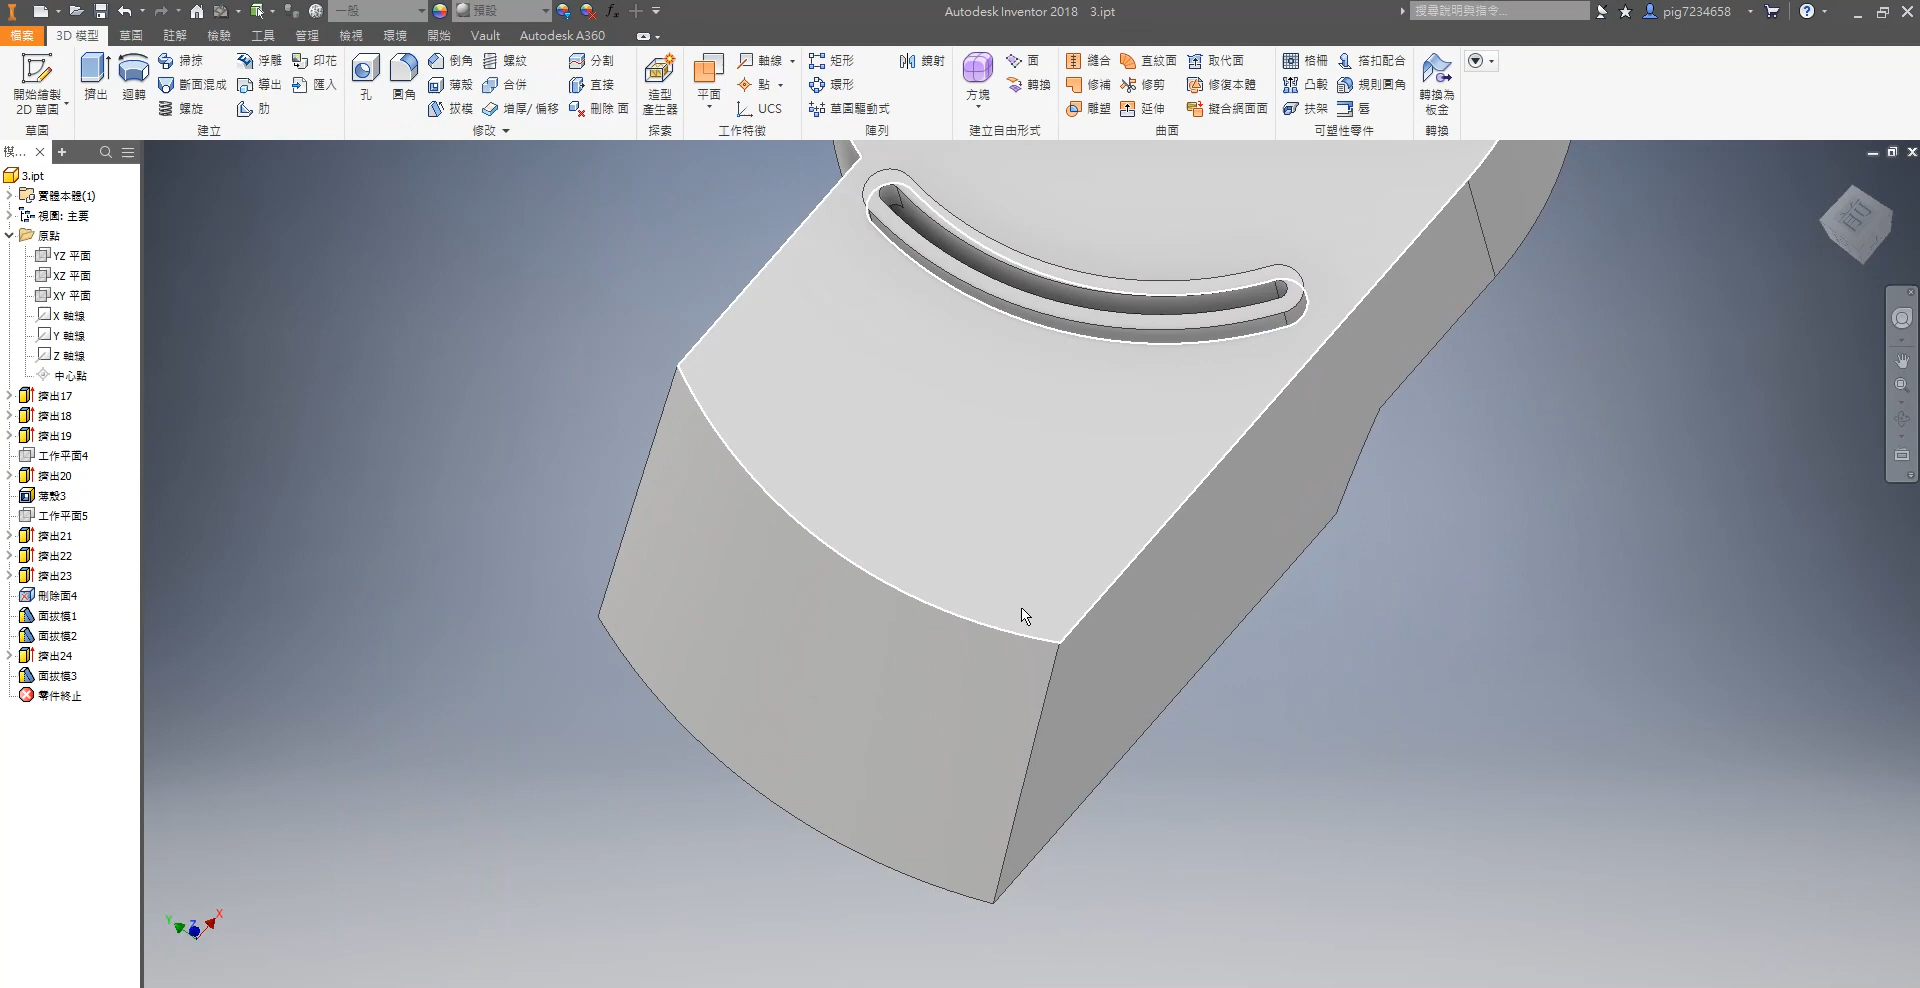 一般
預設
Autodesk Inventor 2018 3.ipt
搜尋說明與指令...
pig7234658
檔案 3D 模型 草圖 註解 檢驗 工具 管理 檢視 環境 開始 Vault Autodesk A360
開始繪製
2D 草圖
草圖
擠出 迴轉
掃掠 浮雕 印花
斷面混成 導出 匯入
螺旋 肋
建立
孔 圓角
倒角 螺紋 分割
薄殼 合併 直接
拔模 增厚/ 偏移 刪除 面
修改
造型
產生器
探索
平面
軸線
點
UCS
工作特徵
矩形 鏡射
環形
草圖驅動式
陣列
方塊
面
轉換
建立自由形式
縫合 直紋面 取代面
修補 修剪 修復本體
雕塑 延伸 擬合網面面
曲面
格柵 搭扣配合
凸轂 規則圓角
扶架 唇
可塑性零件
轉換為
板金
轉換
3.ipt
實體本體(1)
視圖: 主要
原點
YZ 平面
XZ 平面
XY 平面
X 軸線
Y 軸線
Z 軸線
中心點
擠出17
擠出18
擠出19
工作平面4
擠出20
薄殼3
工作平面5
擠出21
擠出22
擠出23
刪除面4
面拔模1
面拔模2
擠出24
面拔模3
零件終止
前
Y Z X